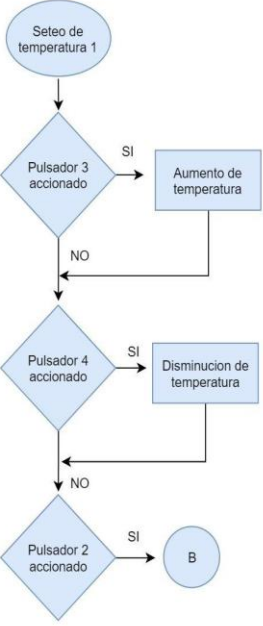 Seteo de
temperatura 1
Pulsador 3
accionado
SI
Aumento de
temperatura
NO
Pulsador 4
accionado
SI
Disminucion de
temperatura
NO
Pulsador 2
accionado
SI
B